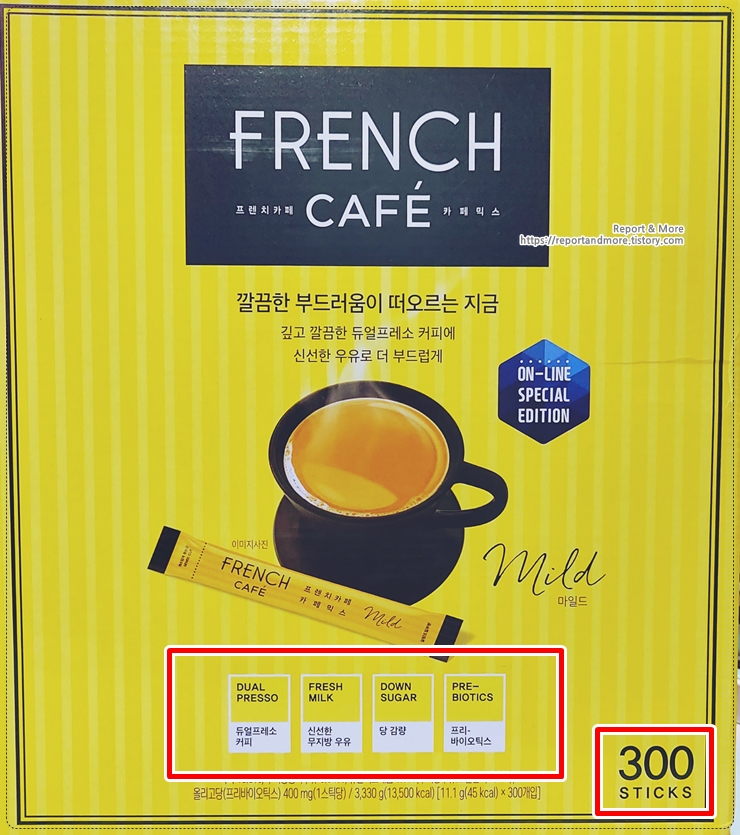 FRENCH
프렌치카페 CAFÉ 카페믹스
Report & More
https://reportandmore.tistory.com
깔끔한 부드러움이 떠오르는 지금
깊고 깔끔한 듀얼프레소 커피에
신선한 우유로 더 부드럽게
ON-LINE
SPECIAL
EDITION
이미지사진
FRENCH
CAFÉ
프렌치카페
카페믹스
Mild
Mild
마일드
DUAL
PRESSO
듀얼프레소
커피
FRESH
MILK
신선한
무지방 우유
DOWN
SUGAR
당 감량
PRE-
BIOTICS
프리-
바이오틱스
300
STICKS
올리고당(프리바이오틱스) 400 mg(1스틱당) / 3,330 g(13,500 kcal) [11.1 g(45 kcal) × 300개입]